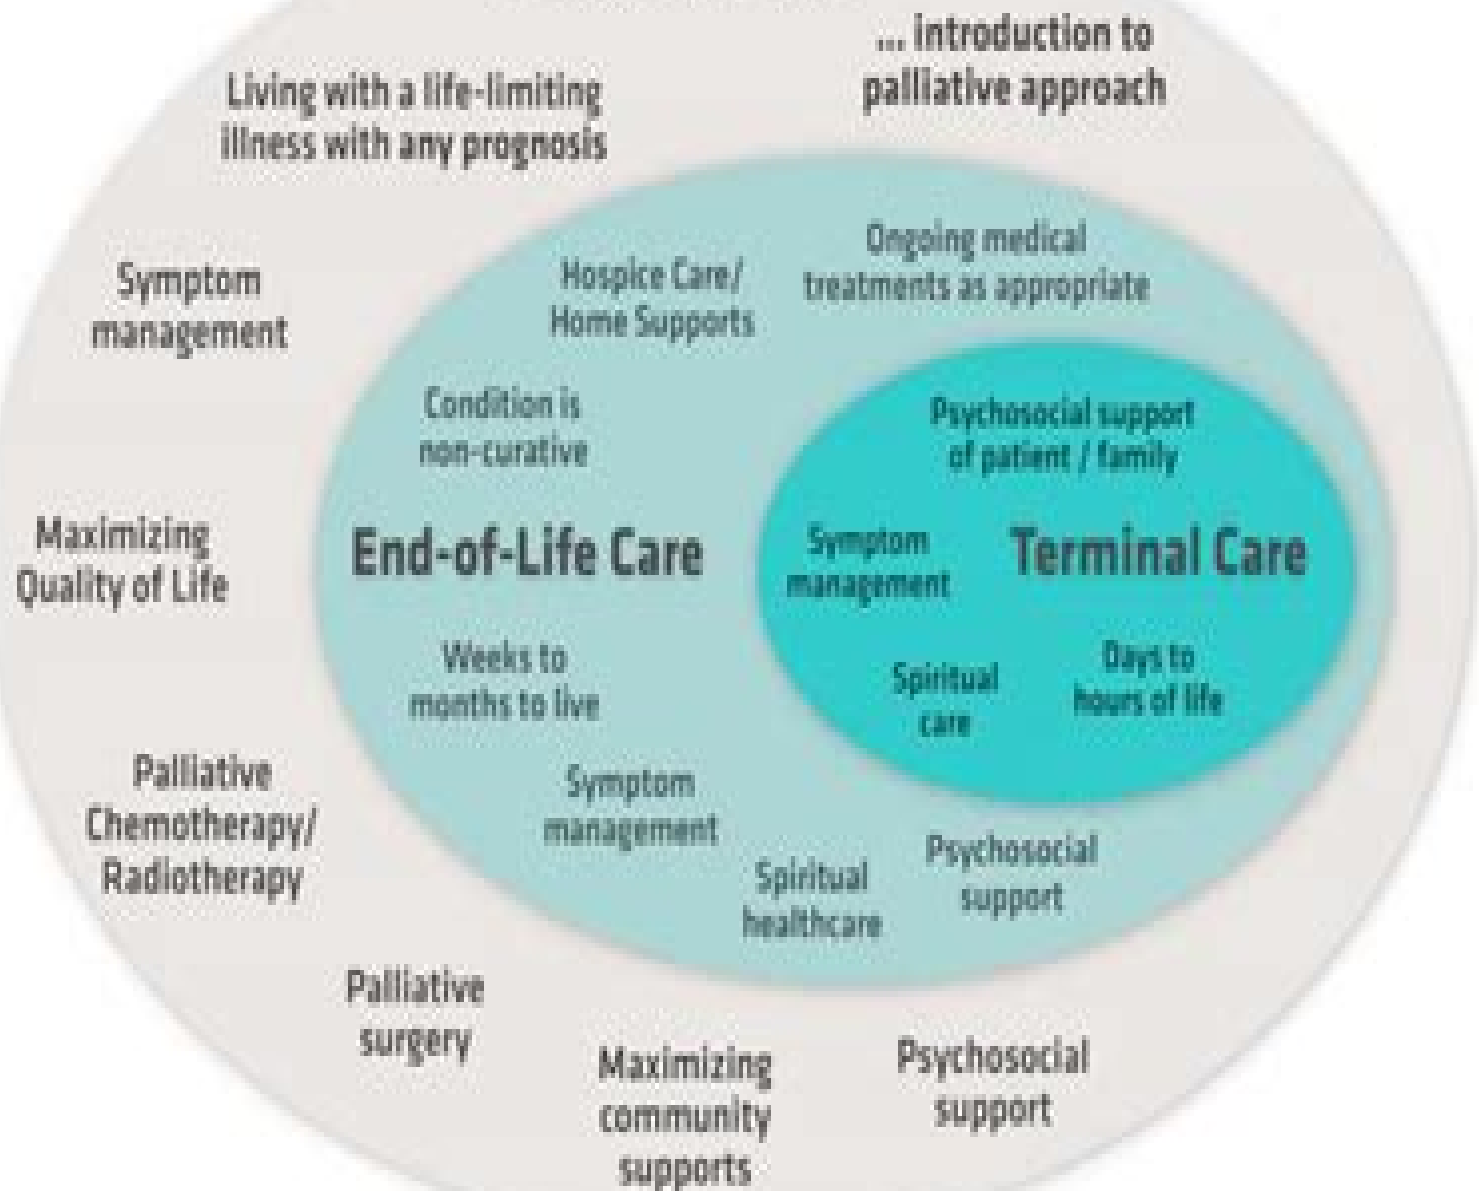 ... introduction to
palliative approach
Living with a life-limiting
illness with any prognosis
Symptom
management
Maximizing
Quality of Life
Palliative
Chemotherapy/
Radiotherapy
Palliative
surgery
Maximizing
community
supports
Psychosocial
support
Hospice Care/
Home Supports
Ongoing medical
treatments as appropriate
Condition is
non-curative
End-of-Life Care
Weeks to
months to live
Symptom
management
Spiritual
healthcare
Psychosocial
support
Psychosocial support
of patient / family
Symptom
management
Terminal Care
Spiritual
care
Days to
hours of life